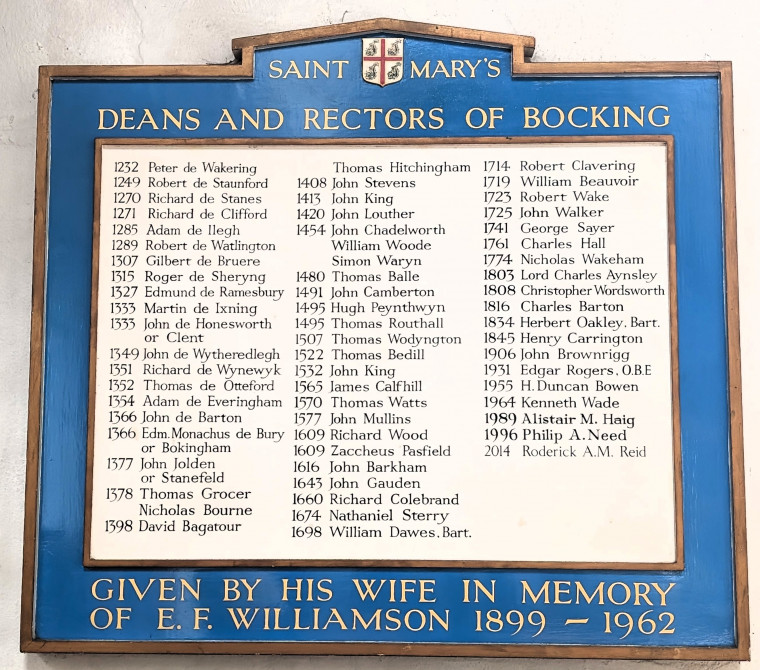 SAINT MARY'S
DEANS AND RECTORS OF BOCKING
1232 Peter de Wakering
1249 Robert de Staunford
1270 Richard de Stanes
1271 Richard de Clifford
1285 Adam de Ilegh
1289 Robert de Watlington
1307 Gilbert de Bruere
1315 Roger de Sheryng
1327 Edmund de Ramesbury
1333 Martin de Ixning
1333 John de Honesworth
or Clent
1349 John de Wytheredlegh
1351 Richard de Wynewyk
1352 Thomas de Otteford
1354 Adam de Everingham
1366 John de Barton
1366 Edm. Monachus de Bury
or Bokingham
1377 John Jolden
or Stanefeld
1378 Thomas Grocer
Nicholas Bourne
1398 David Bagatour
Thomas Hitchingham
1408 John Stevens
1413 John King
1420 John Louther
1454 John Chadelworth
William Woode
Simon Waryn
1480 Thomas Balle
1491 John Camberton
1495 Hugh Peynthwyn
1495 Thomas Routhall
1507 Thomas Wodyngton
1522 Thomas Bedill
1532 John King
1565 James Calfhill
1570 Thomas Watts
1577 John Mullins
1609 Richard Wood
1609 Zaccheus Pasfield
1616 John Barkham
1643 John Gauden
1660 Richard Colebrand
1674 Nathaniel Sterry
1698 William Dawes, Bart.
1714 Robert Clavering
1719 William Beauvoir
1723 Robert Wake
1725 John Walker
1741 George Sayer
1761 Charles Hall
1774 Nicholas Wakeham
1803 Lord Charles Aynsley
1808 Christopher Wordsworth
1816 Charles Barton
1834 Herbert Oakley, Bart.
1845 Henry Carrington
1906 John Brownrigg
1931 Edgar Rogers, O.B.E
1955 H. Duncan Bowen
1964 Kenneth Wade
1989 Alistair M. Haig
1996 Philip A. Need
2014 Roderick A.M. Reid
GIVEN BY HIS WIFE IN MEMORY
OF E. F. WILLIAMSON 1899 – 1962